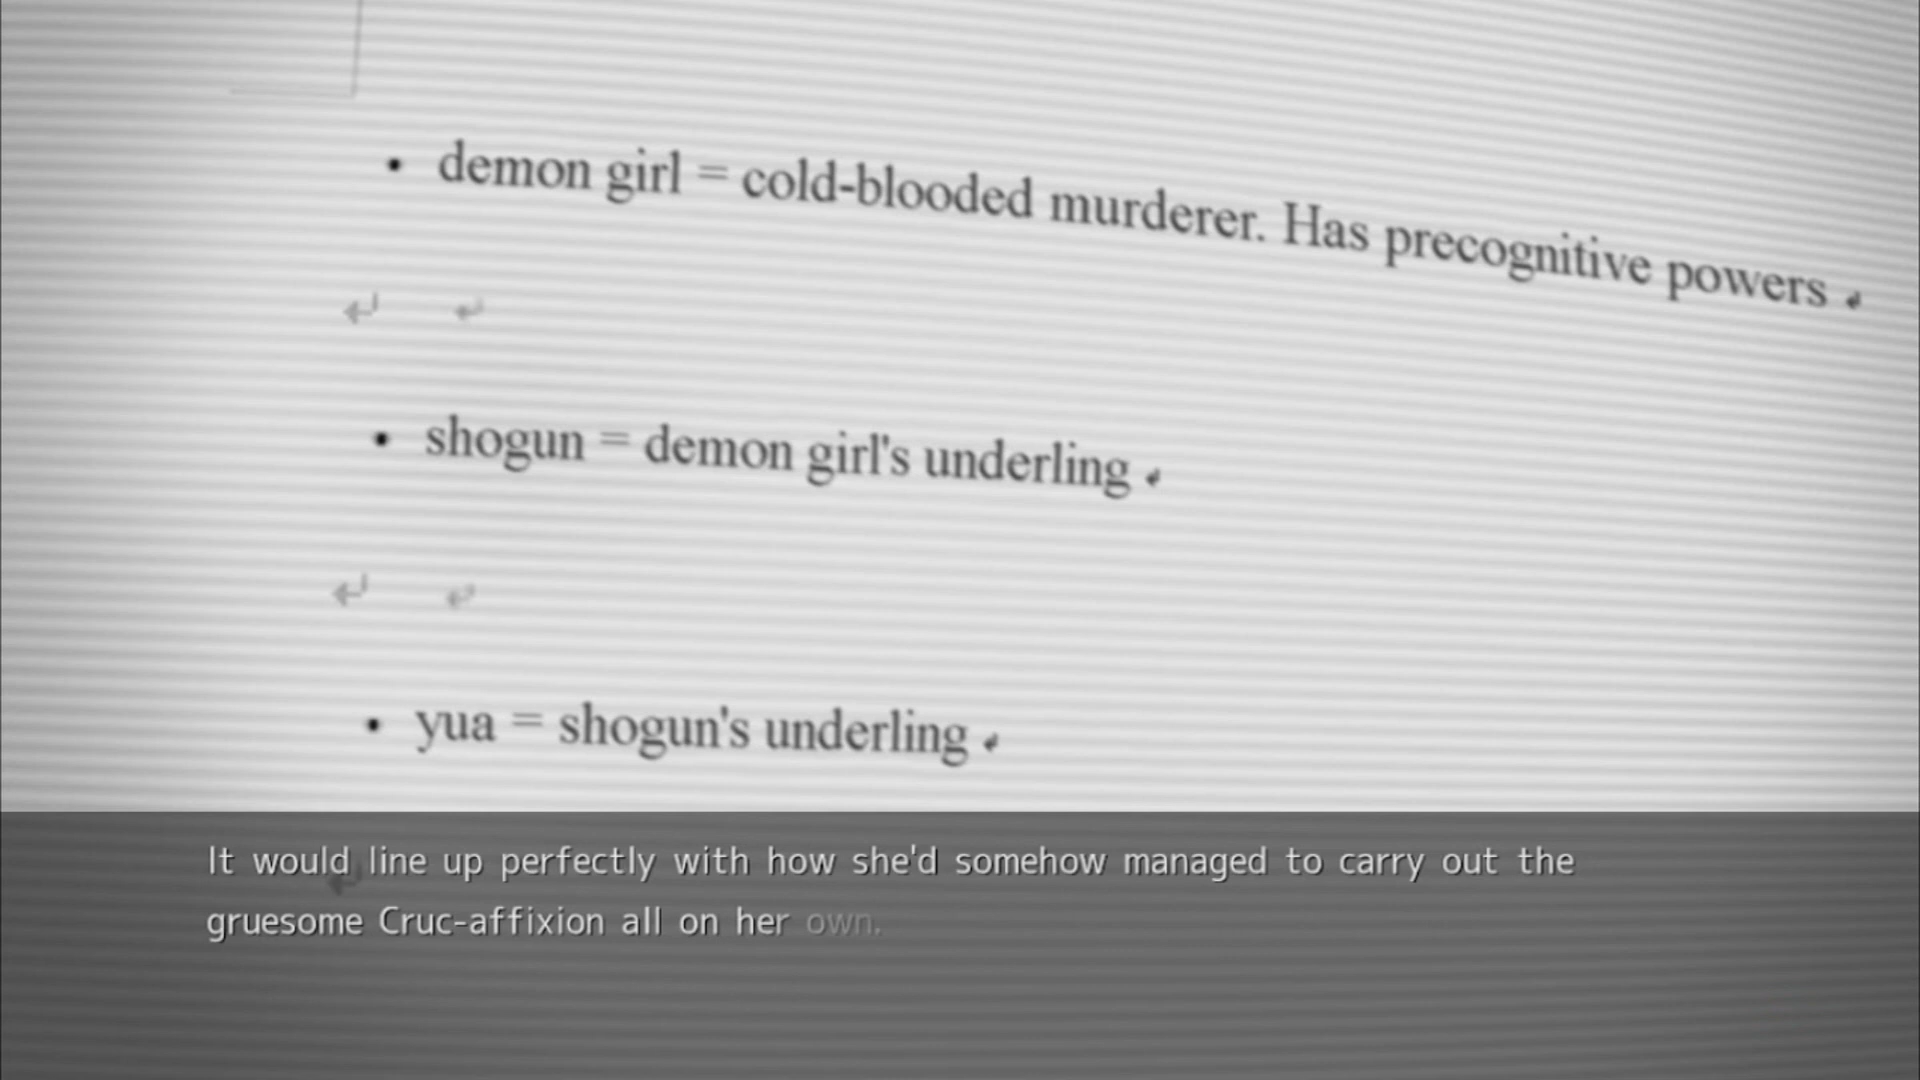 • demon girl = cold-blooded murderer. Has precognitive powers ↵
↵ ↵
• shogun = demon girl's underling ↵
↵ ↵
• yua = shogun's underling ↵
It would line up perfectly with how she'd somehow managed to carry out the
gruesome Cruc-affixion all on her own.